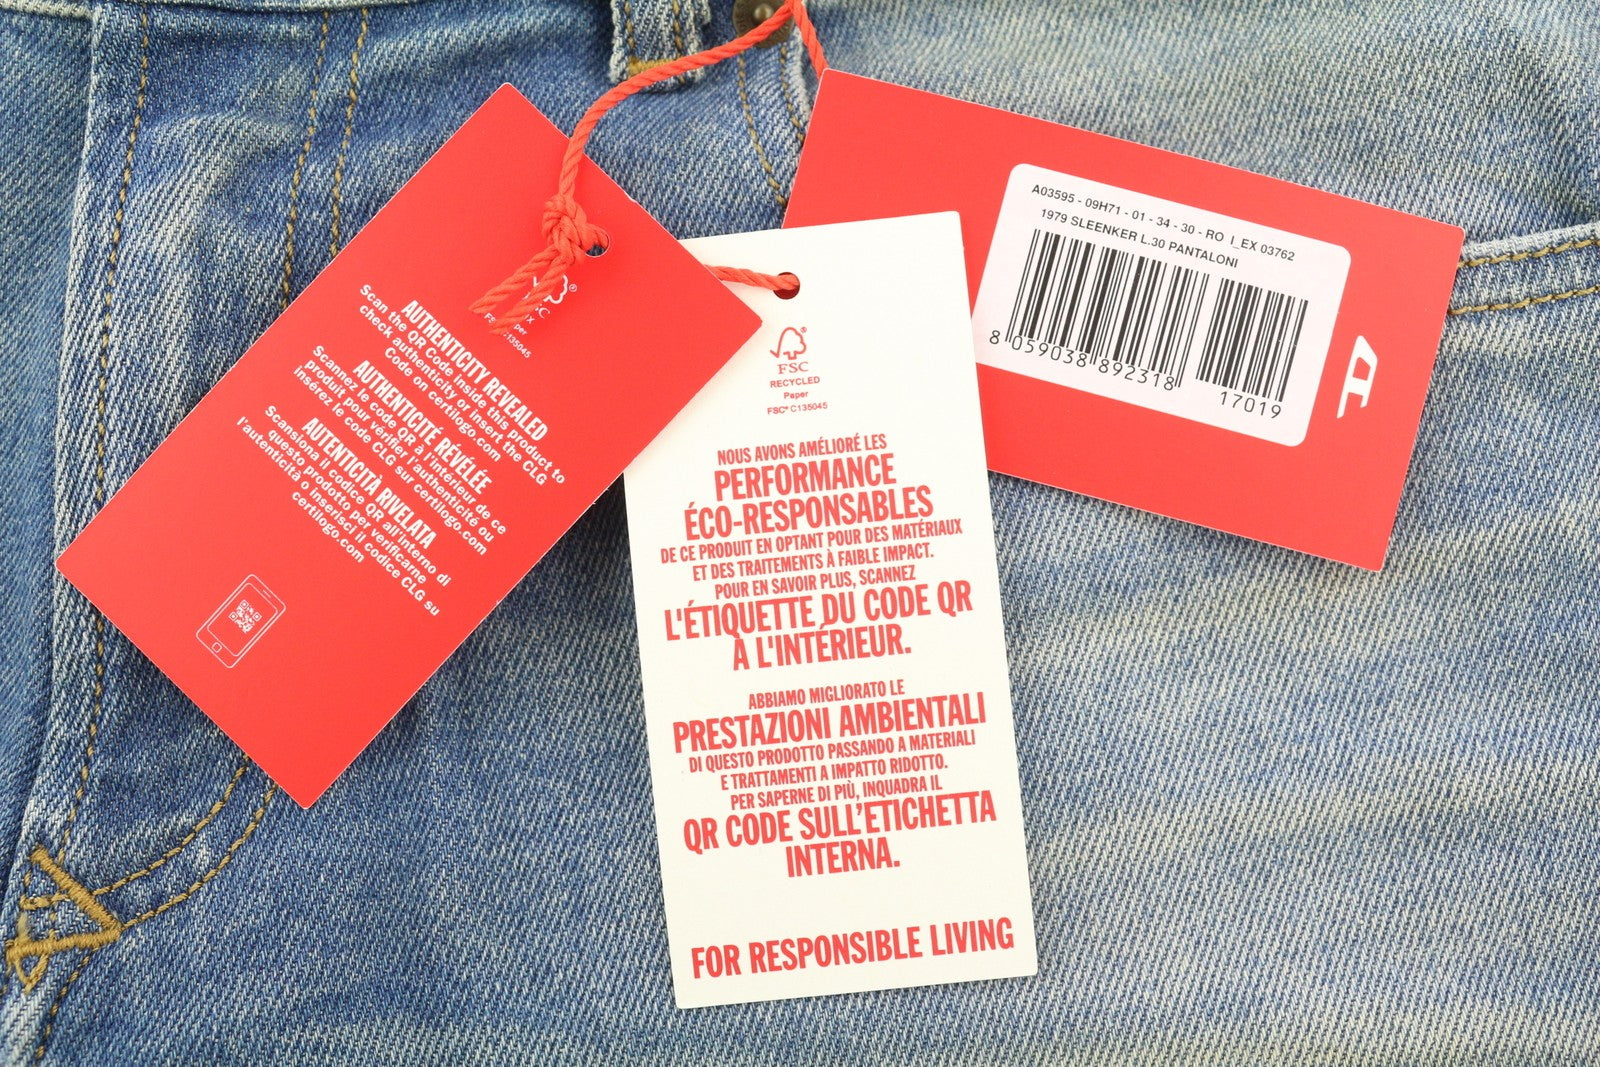 FSC
FSC® C135045
AUTHENTICITY REVEALED
Scan the QR Code inside this product to
check authenticity or insert the CLG
Code on certilogo.com
AUTHENTICITÉ RÉVÉLÉE
Scannez le code QR à l'intérieur de ce
produit pour vérifier l'authenticité ou
insérez le code CLG sur certilogo.com
AUTENTICITÀ RIVELATA
Scansiona il codice QR all'interno di
questo prodotto per verificarne
l'autenticità o inserisci il codice CLG su
certilogo.com
FSC
RECYCLED
Paper
FSC® C135045
NOUS AVONS AMÉLIORÉ LES
PERFORMANCE
ÉCO-RESPONSABLES
DE CE PRODUIT EN OPTANT POUR DES MATÉRIAUX
ET DES TRAITEMENTS À FAIBLE IMPACT.
POUR EN SAVOIR PLUS, SCANNEZ
L'ÉTIQUETTE DU CODE QR
À L'INTÉRIEUR.
ABBIAMO MIGLIORATO LE
PRESTAZIONI AMBIENTALI
DI QUESTO PRODOTTO PASSANDO A MATERIALI
E TRATTAMENTI A IMPATTO RIDOTTO.
PER SAPERNE DI PIÙ, INQUADRA IL
QR CODE SULL'ETICHETTA
INTERNA.
FOR RESPONSIBLE LIVING
A03595 - 09H71 - 01 - 34 - 30 - RO I_EX 03762
1979 SLEENKER L.30 PANTALONI
8 059038 892318
17019
D